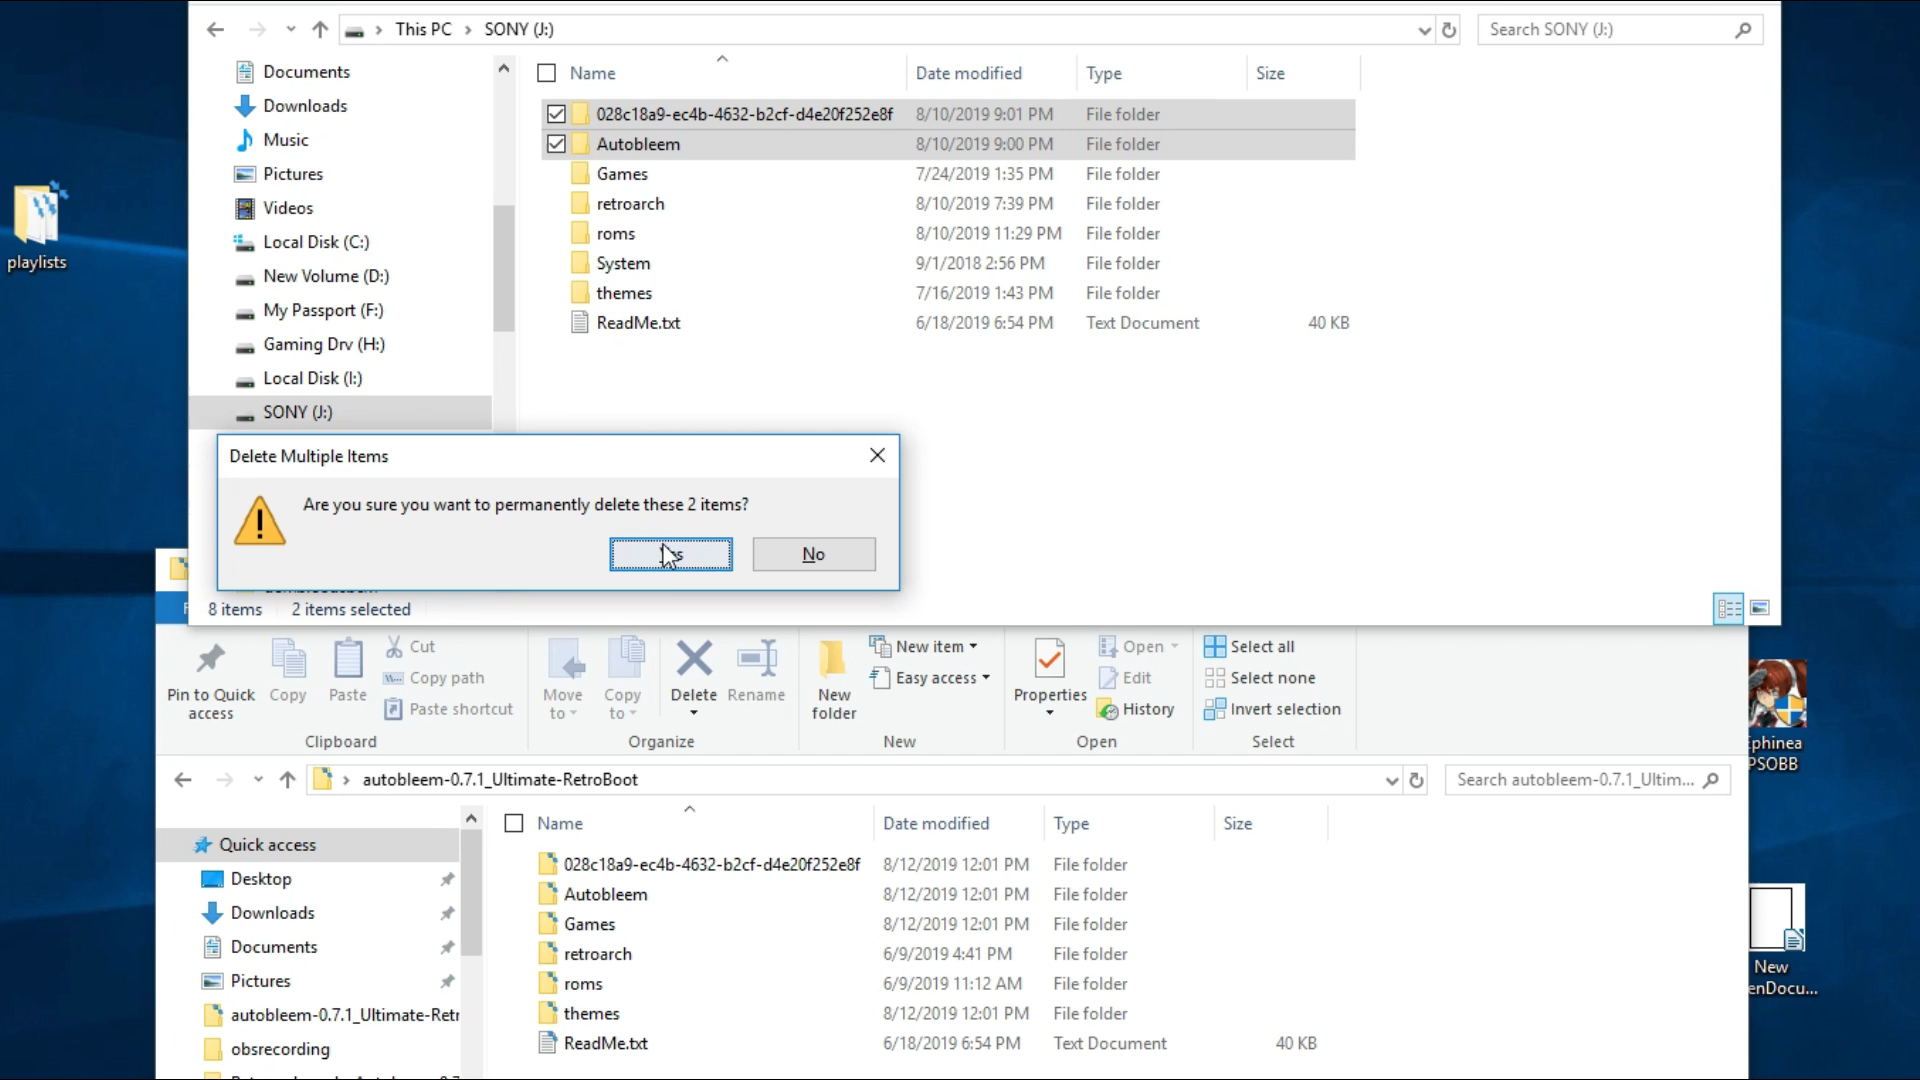 This PC > SONY (J:)
Search SONY (J:)
Documents
Downloads
Music
Pictures
Videos
Local Disk (C:)
New Volume (D:)
My Passport (F:)
Gaming Drv (H:)
Local Disk (I:)
SONY (J:)
Name Date modified Type Size
028c18a9-ec4b-4632-b2cf-d4e20f252e8f 8/10/2019 9:01 PM File folder
Autobleem 8/10/2019 9:00 PM File folder
Games 7/24/2019 1:35 PM File folder
retroarch 8/10/2019 7:39 PM File folder
roms 8/10/2019 11:29 PM File folder
System 9/1/2018 2:56 PM File folder
themes 7/16/2019 1:43 PM File folder
ReadMe.txt 6/18/2019 6:54 PM Text Document 40 KB
playlists
Delete Multiple Items
Are you sure you want to permanently delete these 2 items?
No
8 items 2 items selected
Pin to Quick
access
Copy
Paste
Cut
Copy path
Paste shortcut
Clipboard
Move
to
Copy
to
Delete
Rename
Organize
New
folder
New item
Easy access
New
Properties
Open
Edit
History
Open
Select all
Select none
Invert selection
Select
Ephinea
PSOBB
autobleem-0.7.1_Ultimate-RetroBoot
Search autobleem-0.7.1_Ultim...
Quick access
Desktop
Downloads
Documents
Pictures
autobleem-0.7.1_Ultimate-Retr
obsrecording
Name Date modified Type Size
028c18a9-ec4b-4632-b2cf-d4e20f252e8f 8/12/2019 12:01 PM File folder
Autobleem 8/12/2019 12:01 PM File folder
Games 8/12/2019 12:01 PM File folder
retroarch 6/9/2019 4:41 PM File folder
roms 6/9/2019 11:12 AM File folder
themes 8/12/2019 12:01 PM File folder
ReadMe.txt 6/18/2019 6:54 PM Text Document 40 KB
New
enDocu...